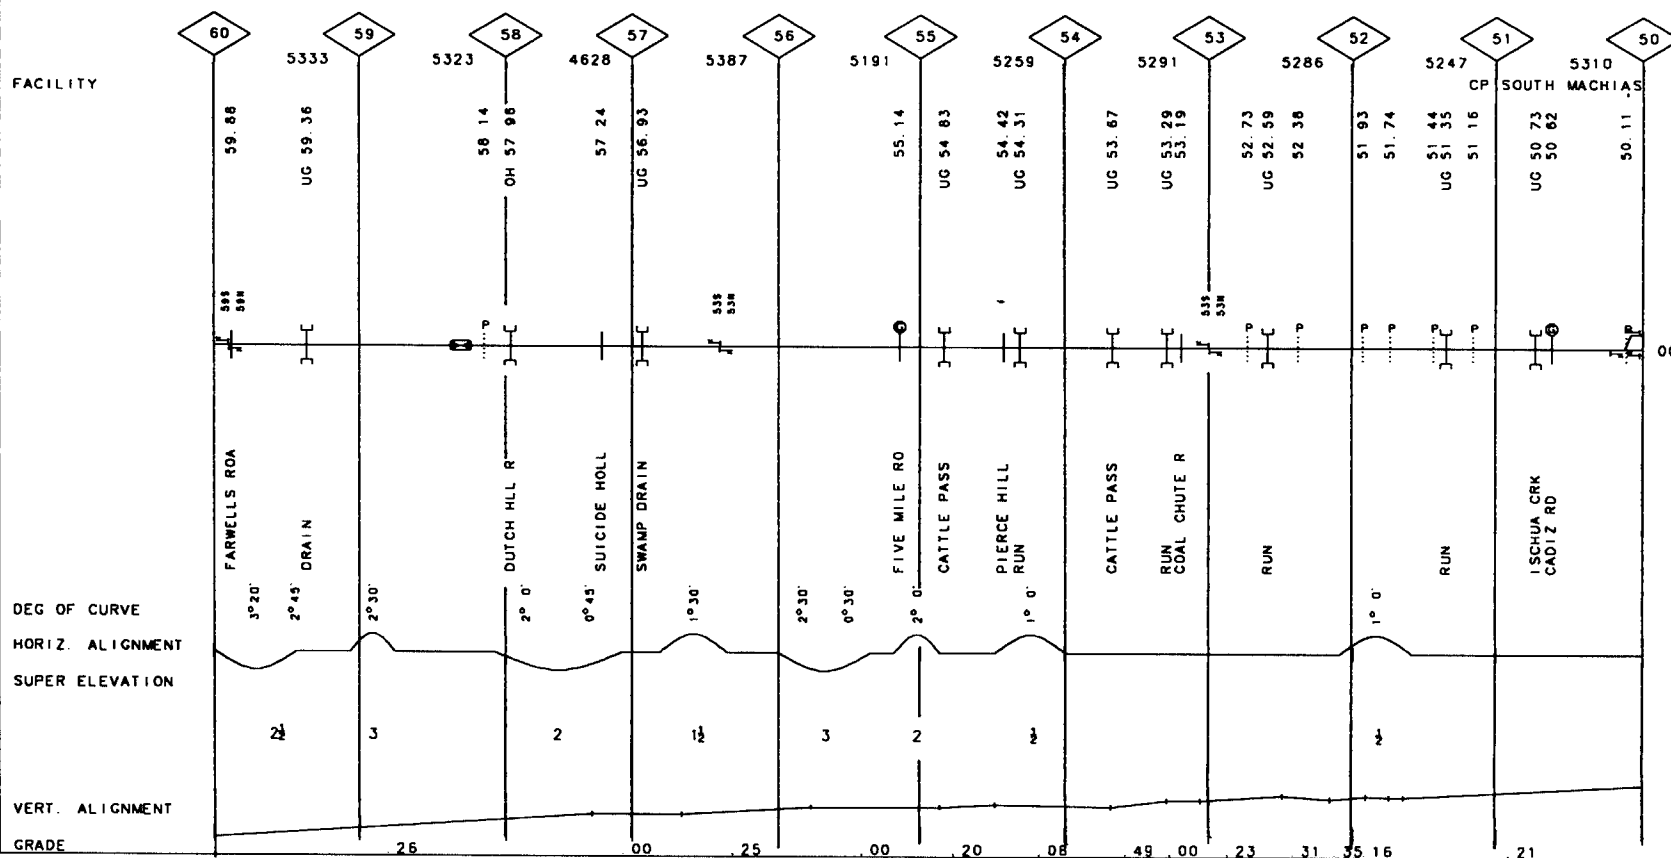 60 59 58 57 56 55 54 53 52 51 50
5333 5323 4628 5387 5191 5259 5291 5286 5247 5310
FACILITY
CP SOUTH MACHIAS
59.88
UG 59.36
58 14
OH 57 98
57 24
UG 56.93
55.14
UG 54 83
54.42
UG 54.31
UG 53.67
UG 53.29
53.19
52.73
UG 52.59
52 38
51 93
51.74
51 44
UG 51 35
51 16
UG 50 73
50 62
50.11
59S
59N
53S
53N
53S
53N
P G P P P P P P G P
FARWELLS ROA
DRAIN
DUTCH HLL R
SUICIDE HOLL
SWAMP DRAIN
FIVE MILE RO
CATTLE PASS
PIERCE HILL
RUN
CATTLE PASS
RUN
COAL CHUTE R
RUN
RUN
ISCHUA CRK
CADIZ RD
DEG OF CURVE
3°20' 2°45' 2°30' 2° 0' 0°45' 1°30' 2°30' 0°30' 2° 0' 1° 0' 1° 0'
HORIZ. ALIGNMENT
SUPER ELEVATION
2½ 3 2 1½ 3 2 ½ ½
VERT. ALIGNMENT
GRADE .26 .00 .25 .00 .20 .08 .49 .00 .23 .31 .35 .16 .21